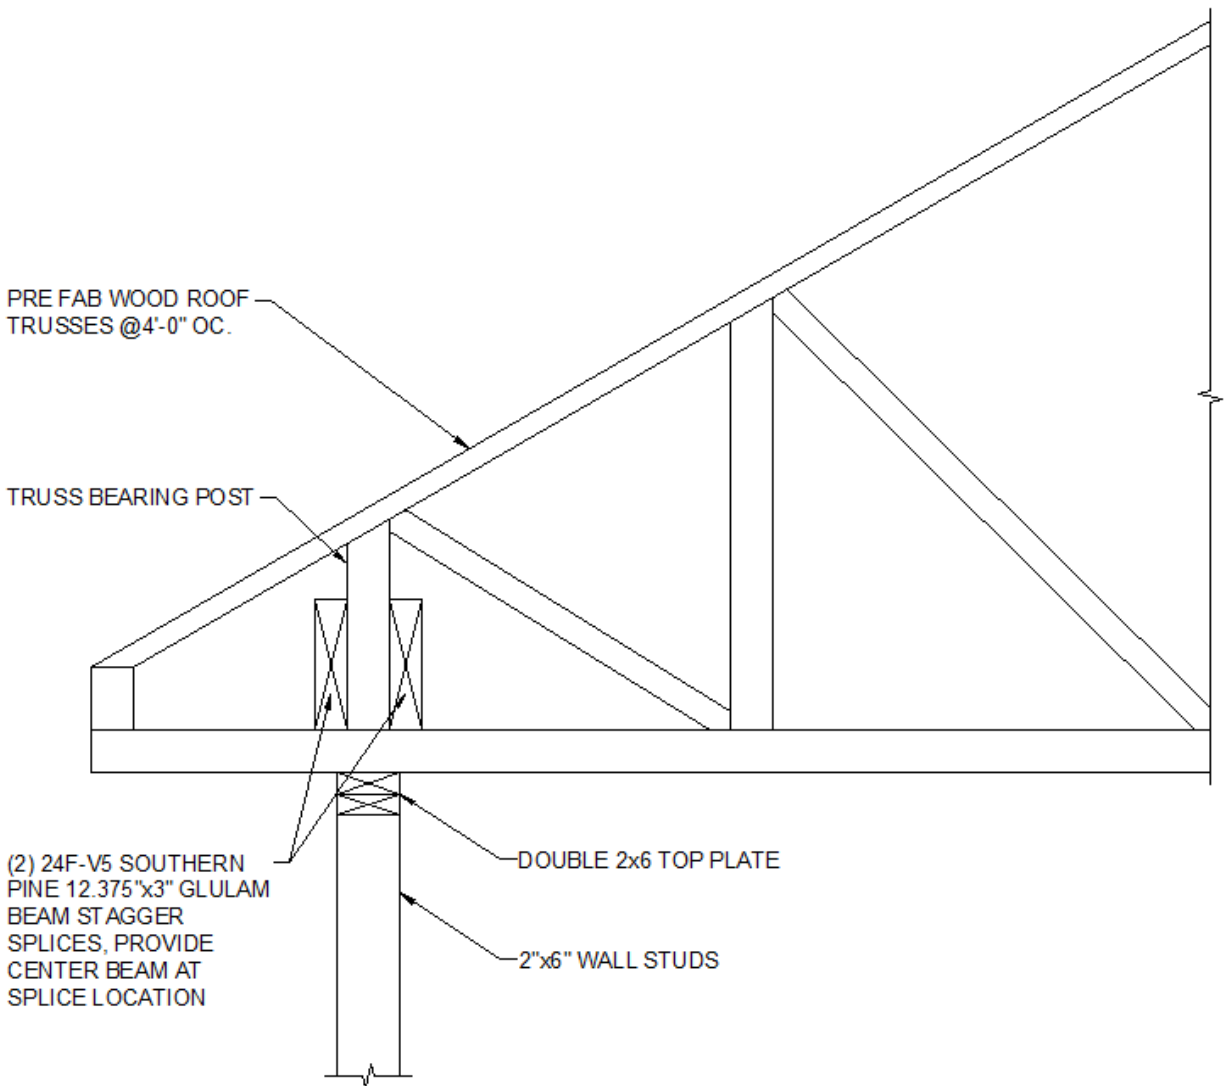 PRE FAB WOOD ROOF
TRUSSES @4'-0" OC.
TRUSS BEARING POST
(2) 24F-V5 SOUTHERN
PINE 12.375"x3" GLULAM
BEAM STAGGER
SPLICES, PROVIDE
CENTER BEAM AT
SPLICE LOCATION
DOUBLE 2x6 TOP PLATE
2"x6" WALL STUDS